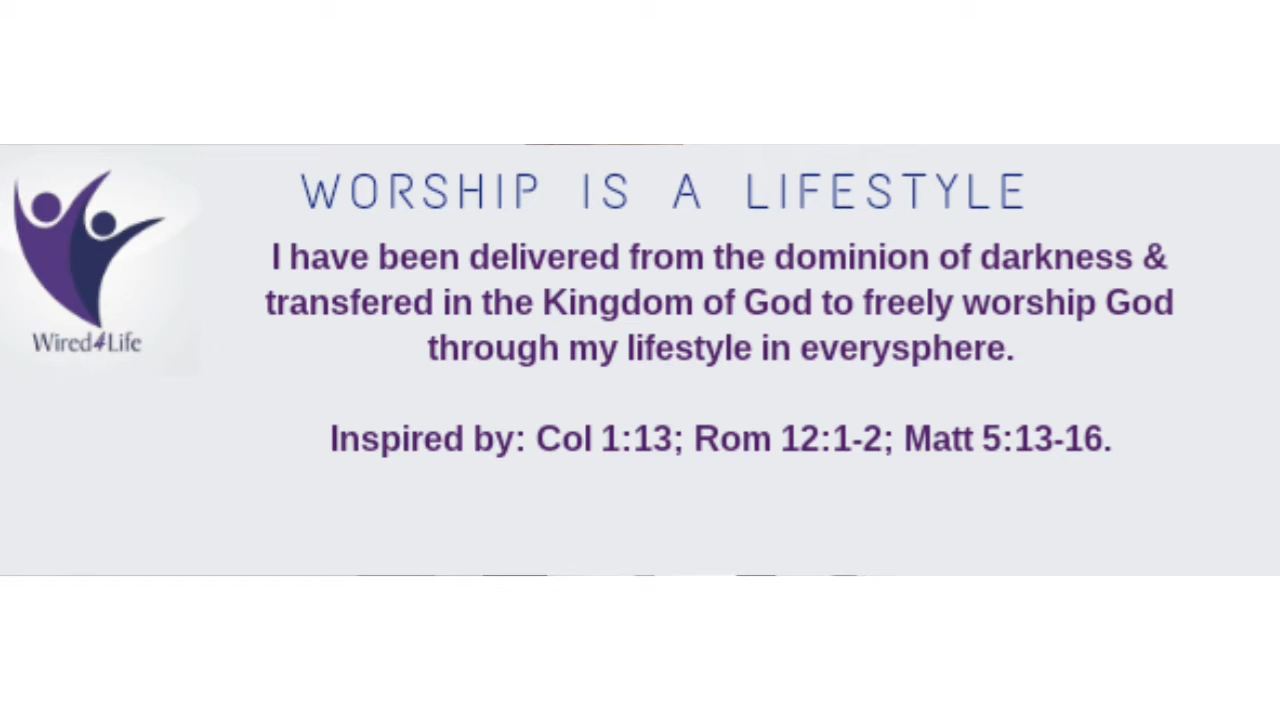 WORSHIP IS A LIFESTYLE
I have been delivered from the dominion of darkness &
transfered in the Kingdom of God to freely worship God
through my lifestyle in everysphere.
Inspired by: Col 1:13; Rom 12:1-2; Matt 5:13-16.
Wired4Life